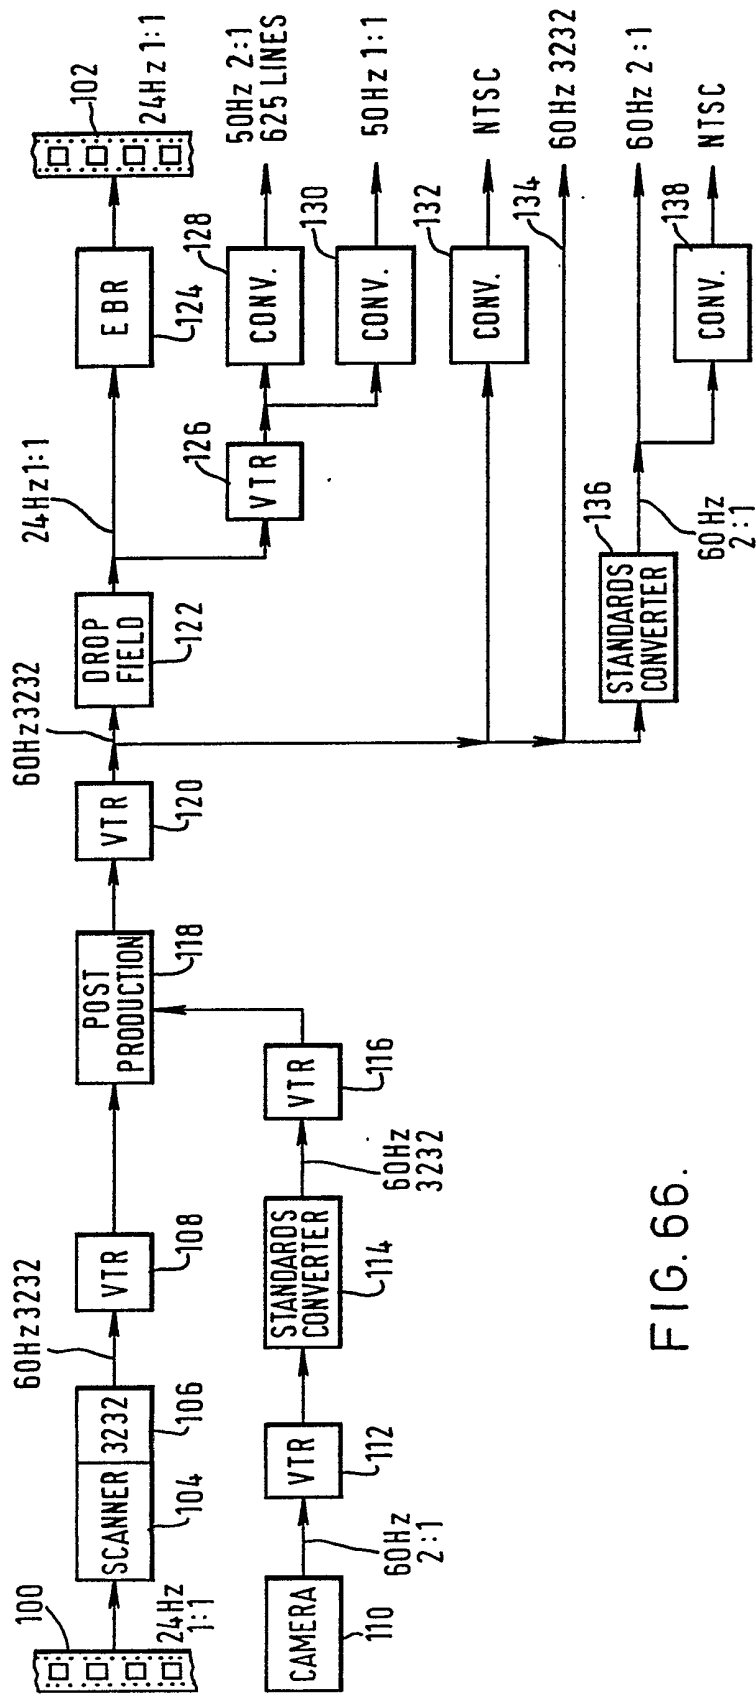 100
24Hz
1:1
SCANNER
104
3232
106
60Hz 3232
VTR
108
CAMERA
110
60Hz
2:1
VTR
112
STANDARDS
CONVERTER
114
60Hz
3232
VTR
116
POST
PRODUCTION
118
VTR
120
60Hz 3232
DROP
FIELD
122
24Hz 1:1
EBR
124
102
24Hz 1:1
VTR
126
CONV.
128
50Hz 2:1
625 LINES
CONV.
130
50Hz 1:1
CONV.
132
NTSC
134
60Hz 3232
STANDARDS
CONVERTER
136
60Hz
2:1
60Hz 2:1
CONV.
138
NTSC
FIG. 66.